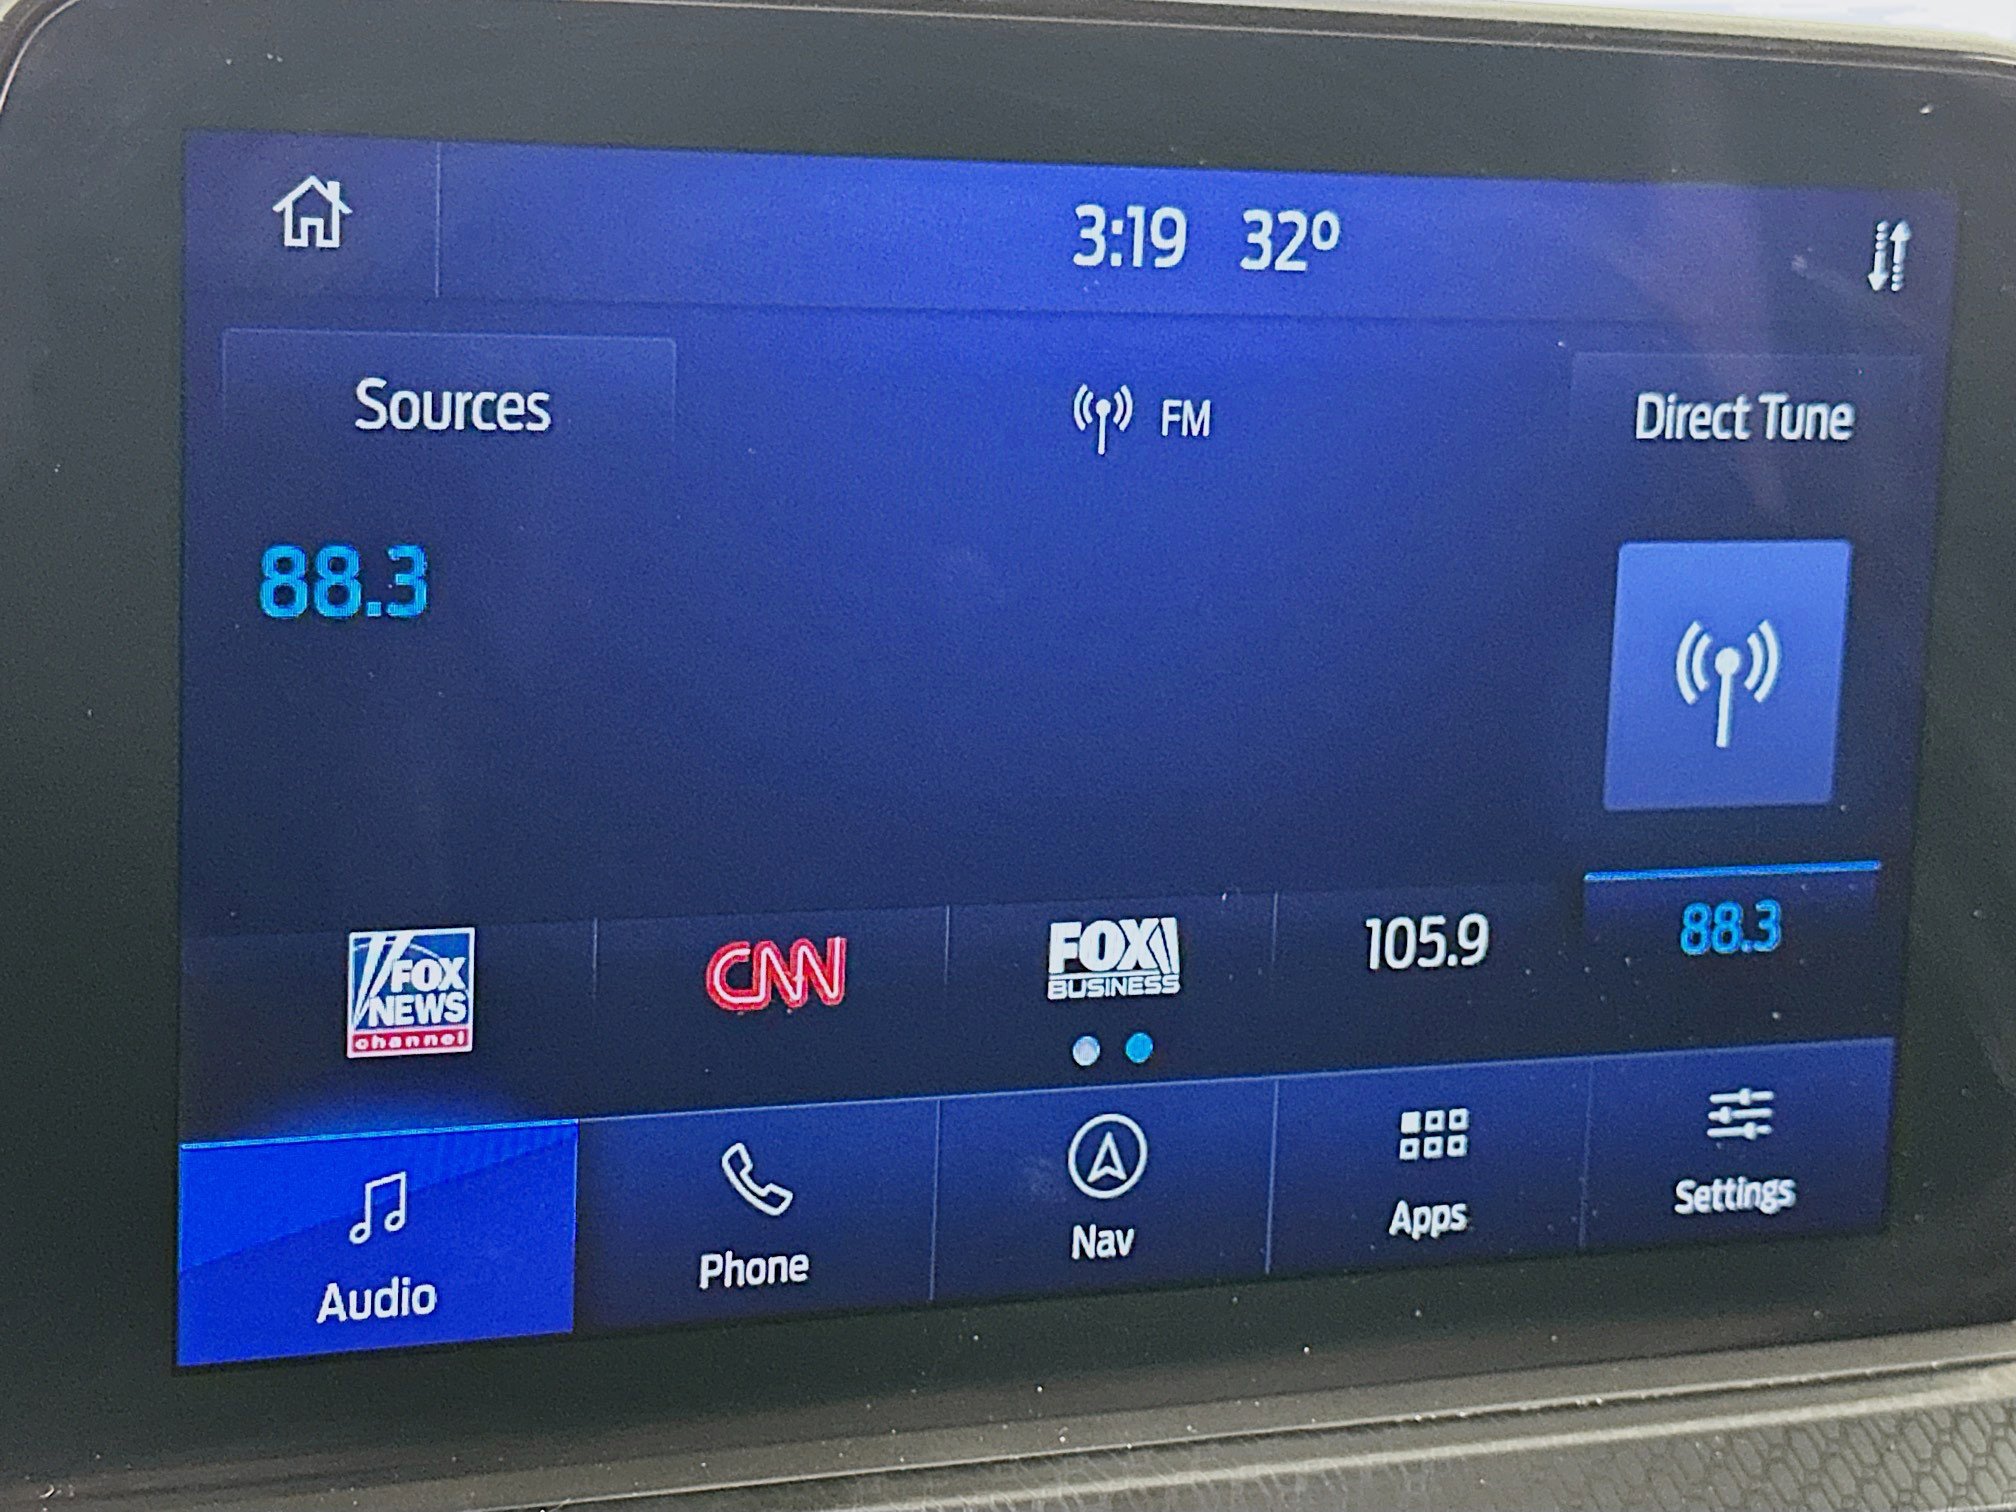 3:19 32º
Sources
FM
Direct Tune
88.3
FOX
NEWS
channel
CNN
FOX
BUSINESS
105.9
88.3
Audio
Phone
Nav
Apps
Settings